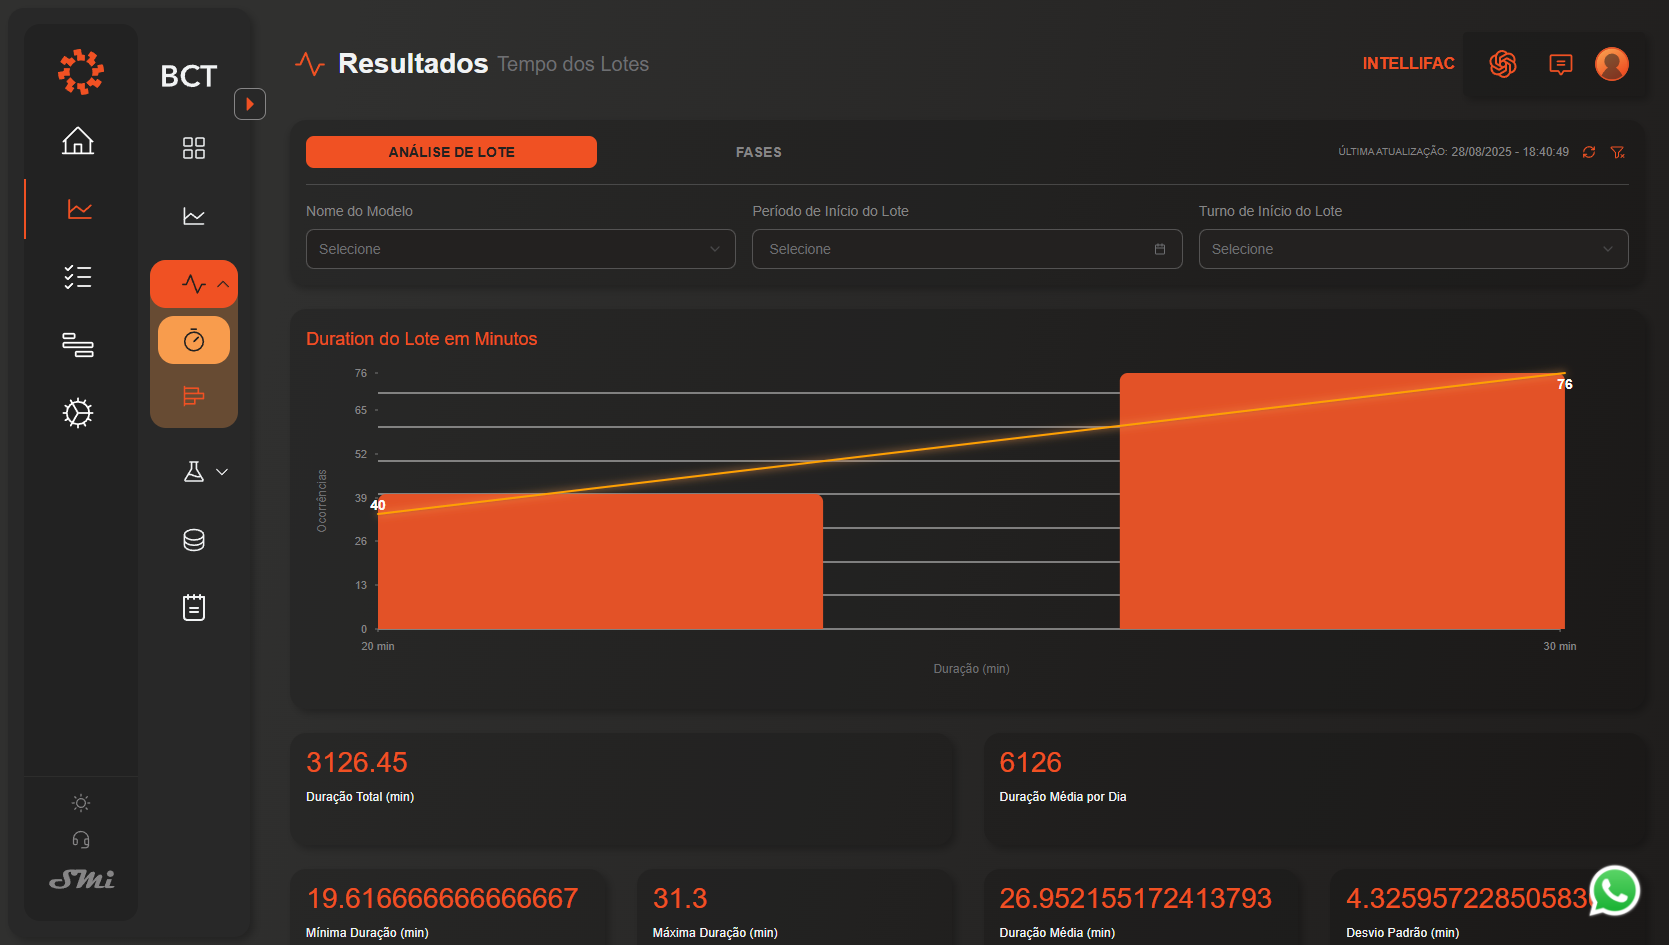 BCT
Resultados Tempo dos Lotes
INTELLIFAC
ANÁLISE DE LOTE
FASES
ÚLTIMA ATUALIZAÇÃO: 28/08/2025 - 18:40:49
Nome do Modelo
Período de Início do Lote
Turno de Início do Lote
Selecione
Selecione
Selecione
Duration do Lote em Minutos
76
76
65
52
39
40
26
13
0
Ocorrências
20 min
30 min
Duração (min)
3126.45
Duração Total (min)
6126
Duração Média por Dia
19.616666666666667
Mínima Duração (min)
31.3
Máxima Duração (min)
26.952155172413793
Duração Média (min)
4.3259572285058
Desvio Padrão (min)
SMi